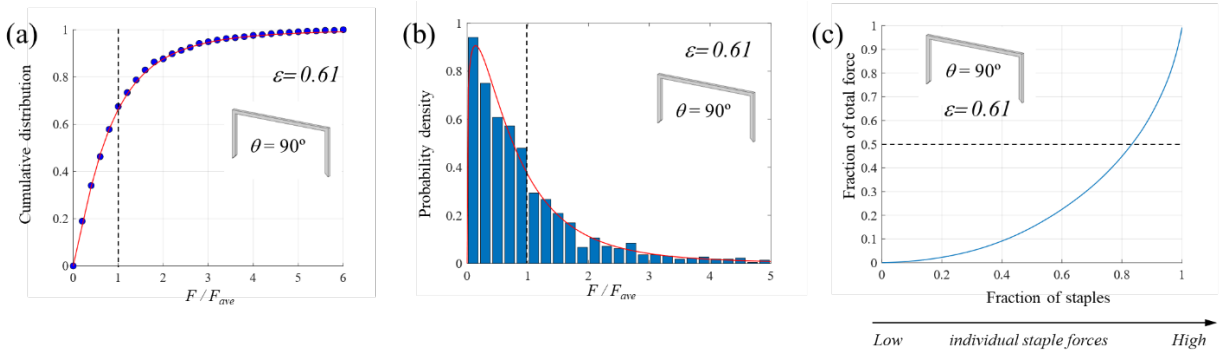 (a)
Cumulative distribution
1
0.8
0.6
0.4
0.2
0
ε=0.61
θ = 90º
0 1 2 3 4 5 6
F / Fave
(b)
Probability density
1
0.8
0.6
0.4
0.2
0
ε=0.61
θ = 90º
0 1 2 3 4 5
F / Fave
(c)
Fraction of total force
1
0.9
0.8
0.7
0.6
0.5
0.4
0.3
0.2
0.1
0
θ = 90º
ε=0.61
0 0.2 0.4 0.6 0.8 1
Fraction of staples
Low individual staple forces High